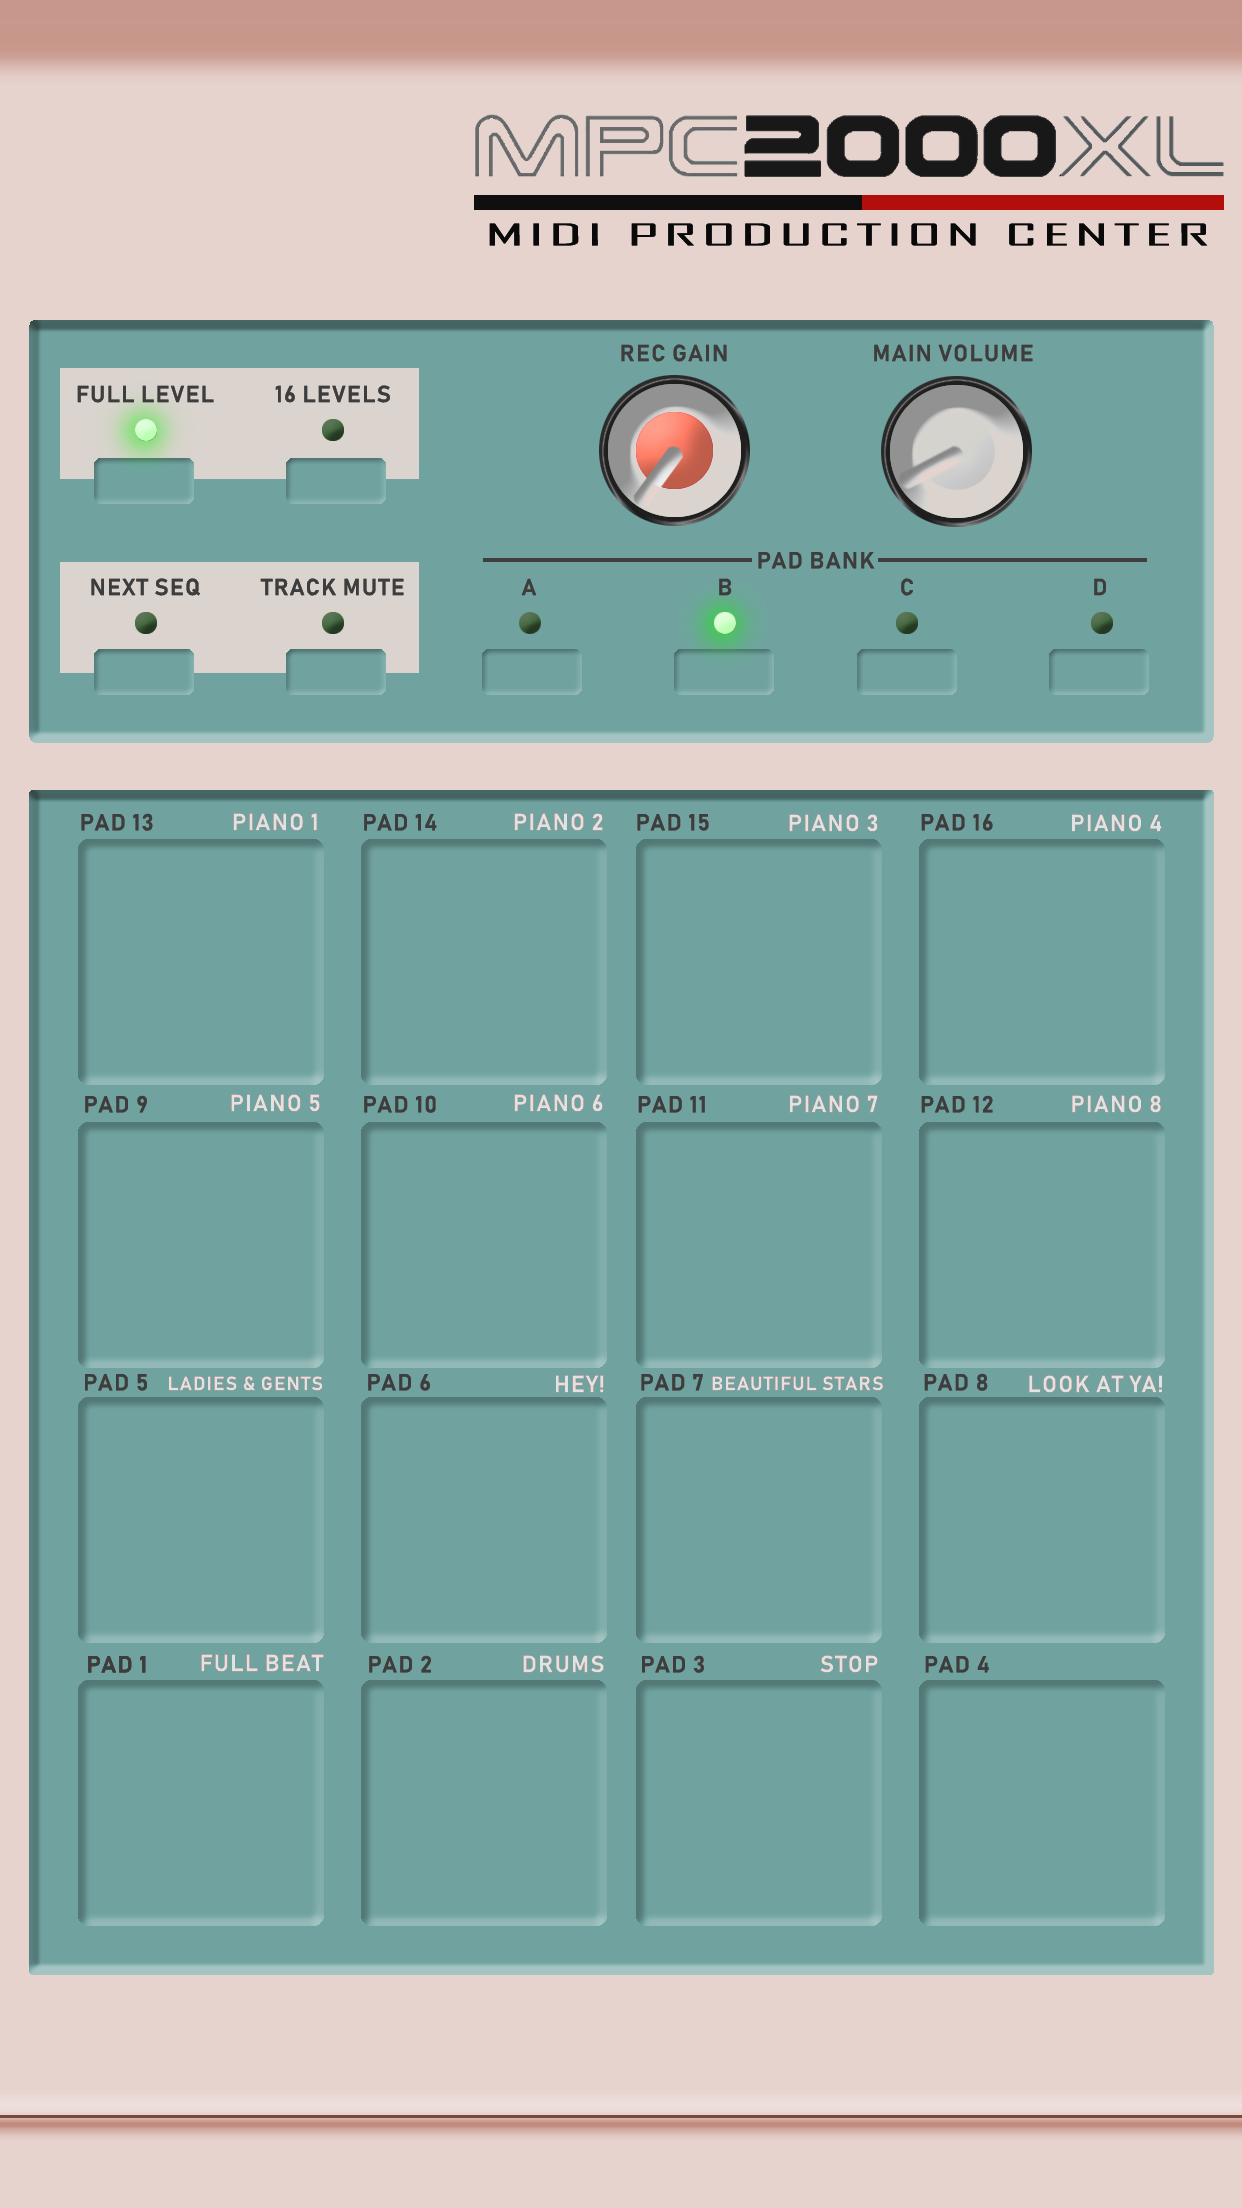 MPC2000XL
MIDI PRODUCTION CENTER
REC GAIN MAIN VOLUME
FULL LEVEL 16 LEVELS
PAD BANK
NEXT SEQ TRACK MUTE A B C D
PAD 13 PIANO 1 PAD 14 PIANO 2 PAD 15 PIANO 3 PAD 16 PIANO 4
PAD 9 PIANO 5 PAD 10 PIANO 6 PAD 11 PIANO 7 PAD 12 PIANO 8
PAD 5 LADIES & GENTS PAD 6 HEY! PAD 7 BEAUTIFUL STARS PAD 8 LOOK AT YA!
PAD 1 FULL BEAT PAD 2 DRUMS PAD 3 STOP PAD 4